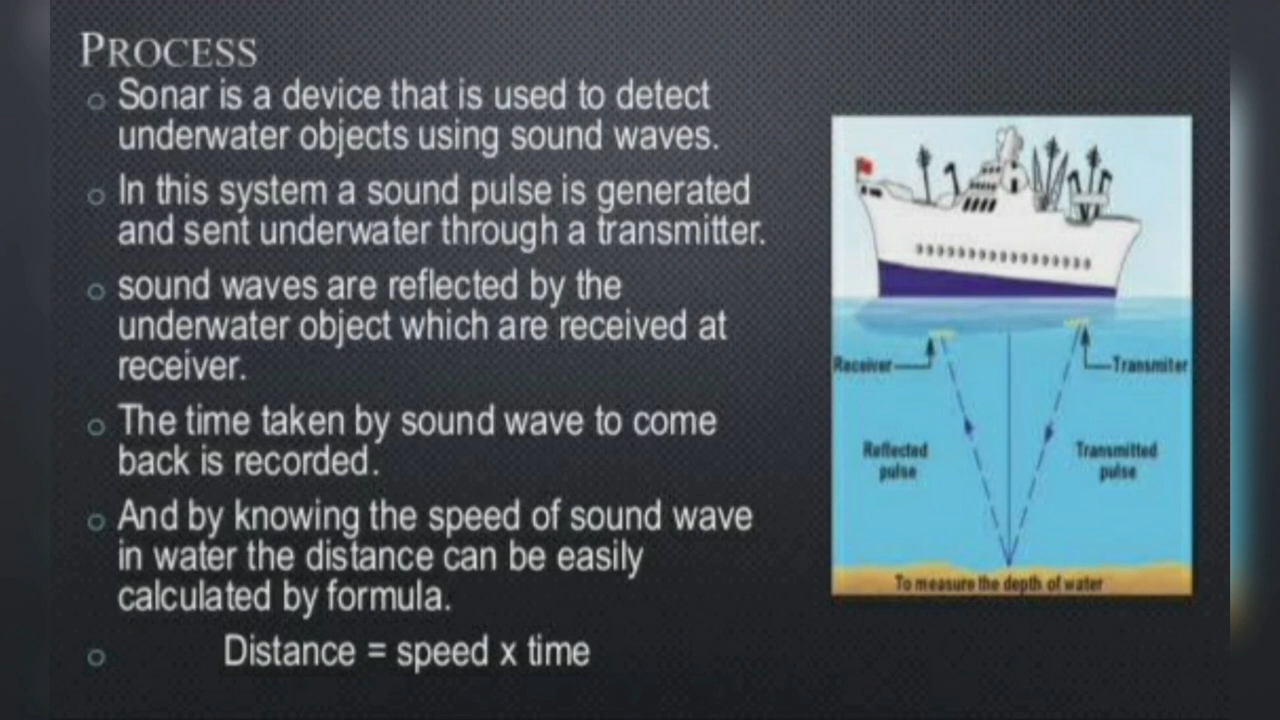 PROCESS
Sonar is a device that is used to detect
underwater objects using sound waves.
In this system a sound pulse is generated
and sent underwater through a transmitter.
sound waves are reflected by the
underwater object which are received at
receiver.
The time taken by sound wave to come
back is recorded.
And by knowing the speed of sound wave
in water the distance can be easily
calculated by formula.
Distance = speed x time
Receiver
Transmiter
Reflected
pulse
Transmitted
pulse
To measure the depth of water